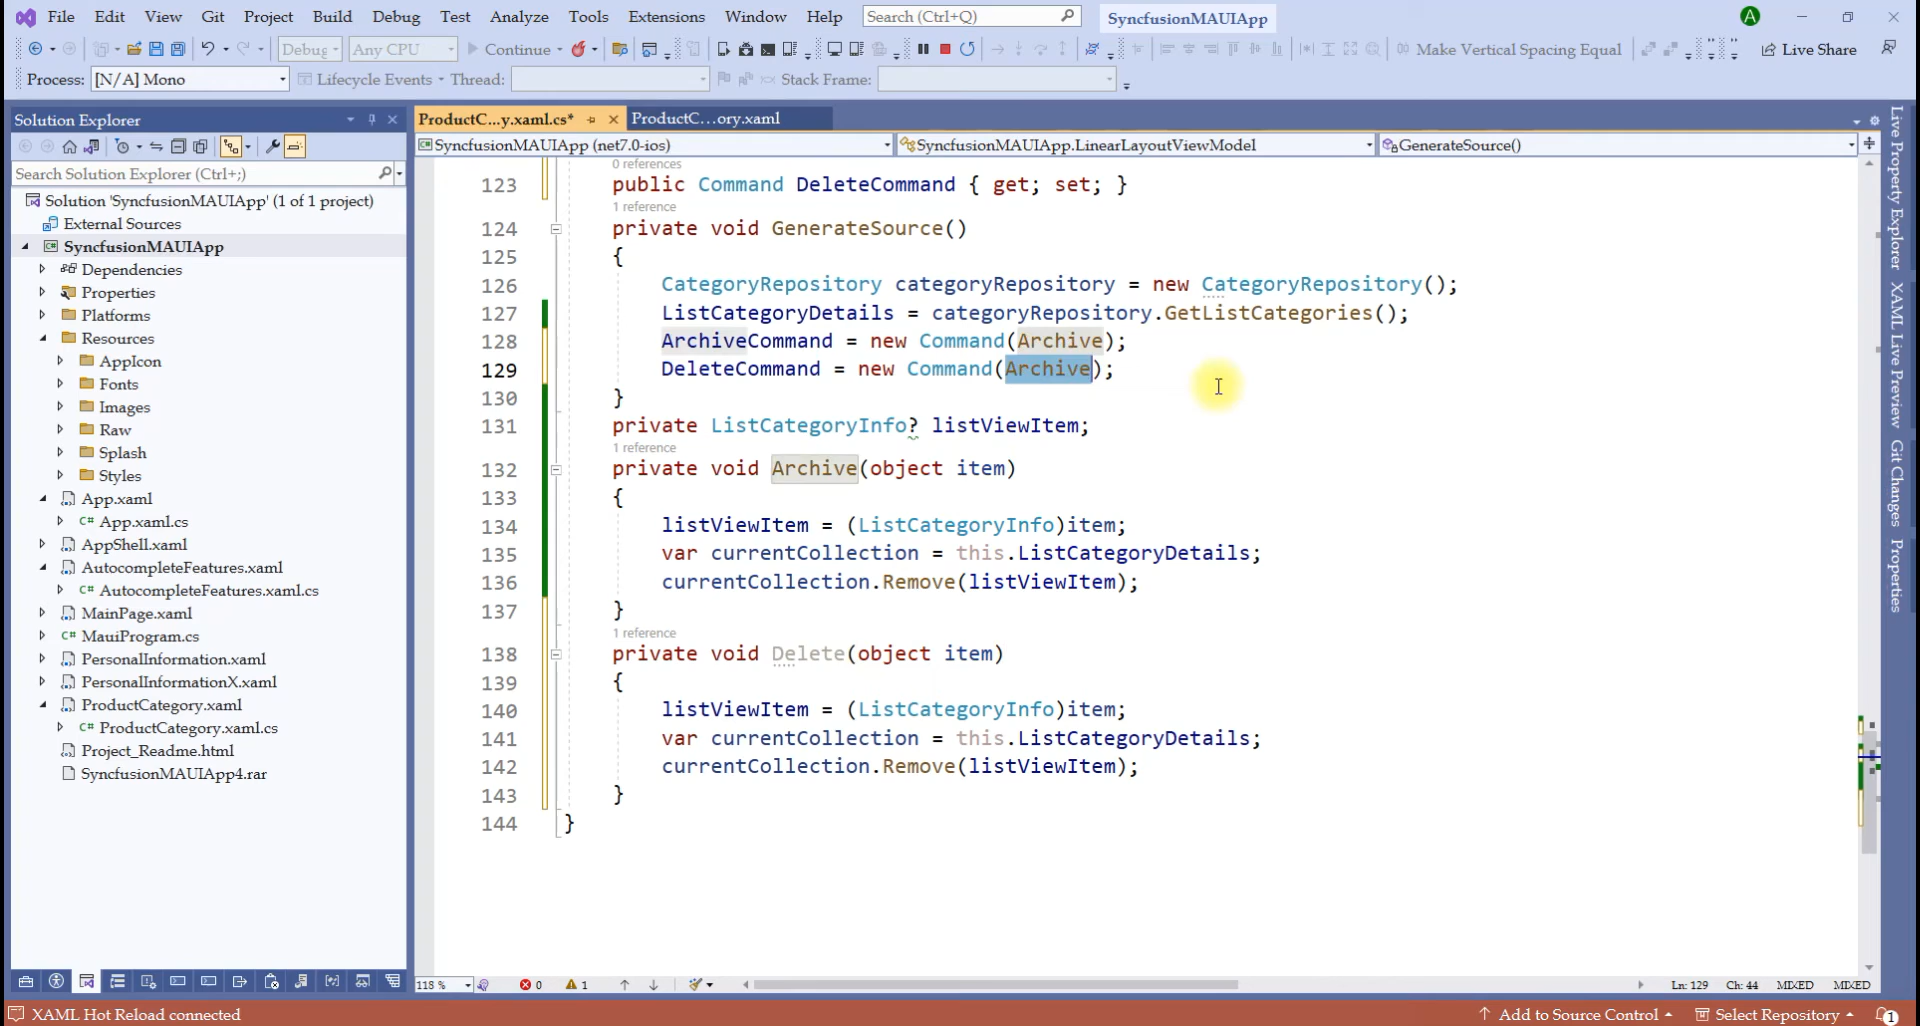 File Edit View Git Project Build Debug Test Analyze Tools Extensions Window Help Search (Ctrl+Q) SyncfusionMAUIApp A
Debug Any CPU Continue Make Vertical Spacing Equal Live Share
Process: [N/A] Mono Lifecycle Events Thread: Stack Frame:
Solution Explorer
Search Solution Explorer (Ctrl+;)
Solution 'SyncfusionMAUIApp' (1 of 1 project)
External Sources
SyncfusionMAUIApp
Dependencies
Properties
Platforms
Resources
AppIcon
Fonts
Images
Raw
Splash
Styles
App.xaml
C# App.xaml.cs
AppShell.xaml
AutocompleteFeatures.xaml
C# AutocompleteFeatures.xaml.cs
MainPage.xaml
C# MauiProgram.cs
PersonalInformation.xaml
PersonalInformationX.xaml
ProductCategory.xaml
C# ProductCategory.xaml.cs
Project_Readme.html
SyncfusionMAUIApp4.rar
ProductC...y.xaml.cs* ProductC...ory.xaml
SyncfusionMAUIApp (net7.0-ios) SyncfusionMAUIApp.LinearLayoutViewModel GenerateSource()
0 references
123 public Command DeleteCommand { get; set; }
1 reference
124 private void GenerateSource()
125 {
126 CategoryRepository categoryRepository = new CategoryRepository();
127 ListCategoryDetails = categoryRepository.GetListCategories();
128 ArchiveCommand = new Command(Archive);
129 DeleteCommand = new Command(Archive);
130 }
131 private ListCategoryInfo? listViewItem;
1 reference
132 private void Archive(object item)
133 {
134 listViewItem = (ListCategoryInfo)item;
135 var currentCollection = this.ListCategoryDetails;
136 currentCollection.Remove(listViewItem);
137 }
1 reference
138 private void Delete(object item)
139 {
140 listViewItem = (ListCategoryInfo)item;
141 var currentCollection = this.ListCategoryDetails;
142 currentCollection.Remove(listViewItem);
143 }
144 }
118 % 0 1 Ln: 129 Ch: 44 MIXED MIXED
Live Property Explorer
XAML Live Preview
Git Changes
Properties
XAML Hot Reload connected Add to Source Control Select Repository 1